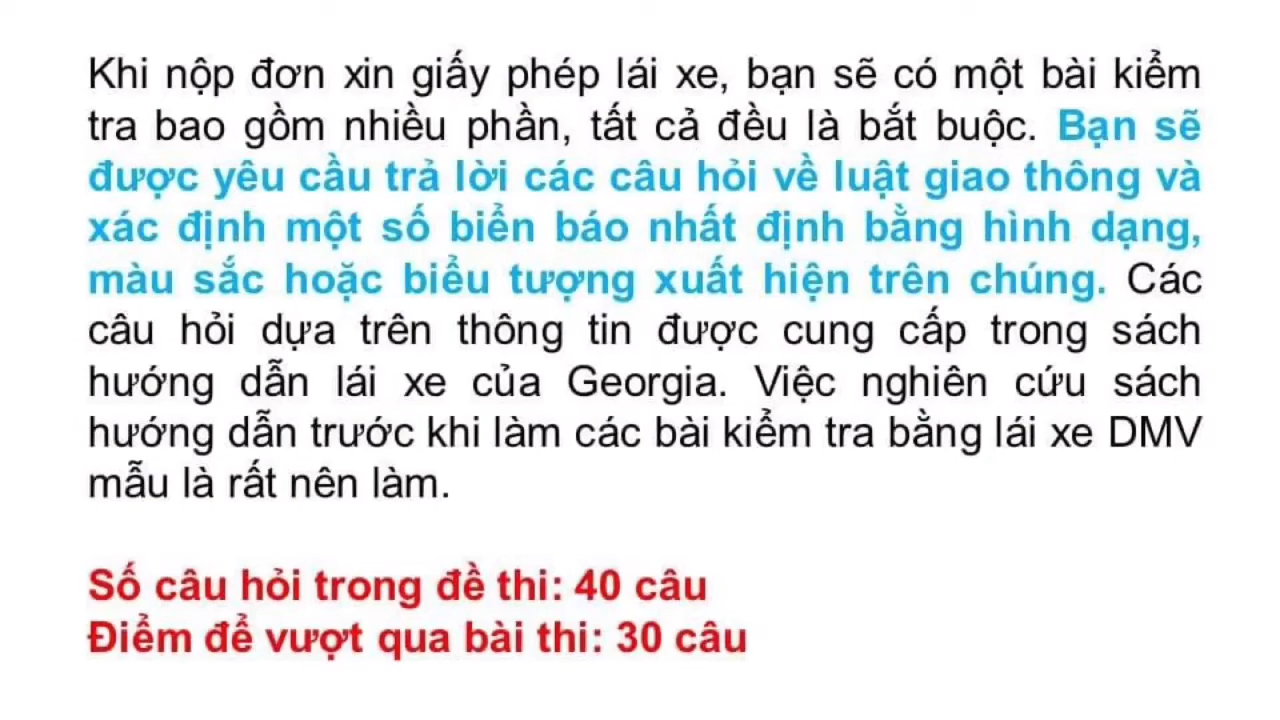 Khi nộp đơn xin giấy phép lái xe, bạn sẽ có một bài kiểm
tra bao gồm nhiều phần, tất cả đều là bắt buộc. Bạn sẽ
được yêu cầu trả lời các câu hỏi về luật giao thông và
xác định một số biển báo nhất định bằng hình dạng,
màu sắc hoặc biểu tượng xuất hiện trên chúng. Các
câu hỏi dựa trên thông tin được cung cấp trong sách
hướng dẫn lái xe của Georgia. Việc nghiên cứu sách
hướng dẫn trước khi làm các bài kiểm tra bằng lái xe DMV
mẫu là rất nên làm.
Số câu hỏi trong đề thi: 40 câu
Điểm để vượt qua bài thi: 30 câu